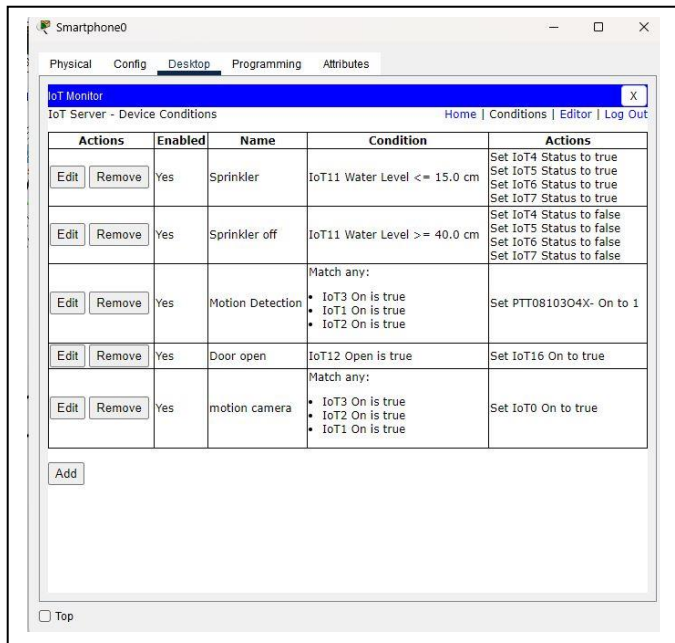 Smartphone0
Physical Config Desktop Programming Attributes
IoT Monitor X
IoT Server - Device Conditions Home | Conditions | Editor | Log Out
Actions Enabled Name Condition Actions
Edit Remove Yes Sprinkler IoT11 Water Level <= 15.0 cm
Set IoT4 Status to true
Set IoT5 Status to true
Set IoT6 Status to true
Set IoT7 Status to true
Edit Remove Yes Sprinkler off IoT11 Water Level >= 40.0 cm
Set IoT4 Status to false
Set IoT5 Status to false
Set IoT6 Status to false
Set IoT7 Status to false
Edit Remove Yes Motion Detection
Match any:
• IoT3 On is true
• IoT1 On is true
• IoT2 On is true
Set PTT08103O4X- On to 1
Edit Remove Yes Door open IoT12 Open is true Set IoT16 On to true
Edit Remove Yes motion camera
Match any:
• IoT3 On is true
• IoT2 On is true
• IoT1 On is true
Set IoT0 On to true
Add
Top